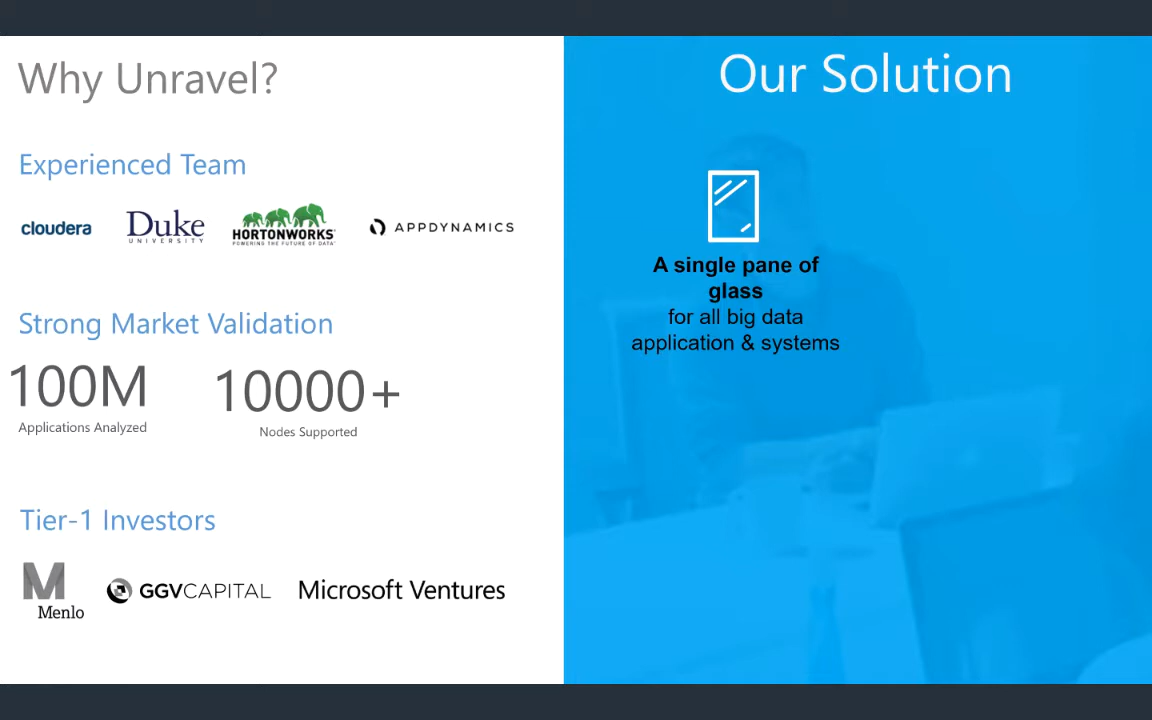 Why Unravel?
Experienced Team
cloudera
Duke
UNIVERSITY
HORTONWORKS
POWERING THE FUTURE OF DATA
APPDYNAMICS
Strong Market Validation
100M
Applications Analyzed
10000+
Nodes Supported
Tier-1 Investors
M
Menlo
GGVCAPITAL
Microsoft Ventures
Our Solution
A single pane of
glass
for all big data
application & systems